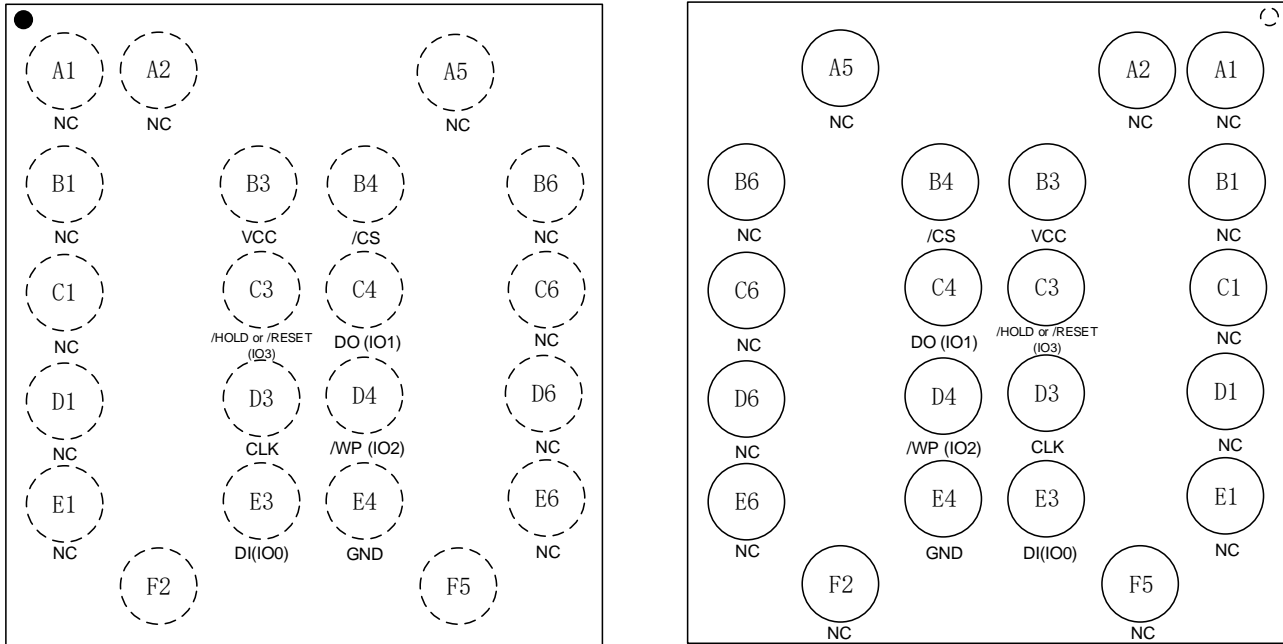 A1 A2 A5
NC NC NC
B1 B3 B4 B6
NC VCC /CS NC
C1 C3 C4 C6
NC /HOLD or /RESET DO (IO1) NC
(IO3)
D1 D3 D4 D6
NC CLK /WP (IO2) NC
E1 E3 E4 E6
NC DI(IO0) GND NC
F2 F5
A5 A2 A1
NC NC NC
B6 B4 B3 B1
NC /CS VCC NC
C6 C4 C3 C1
NC DO (IO1) /HOLD or /RESET NC
(IO3)
D6 D4 D3 D1
NC /WP (IO2) CLK NC
E6 E4 E3 E1
NC GND DI(IO0) NC
F2 F5
NC NC